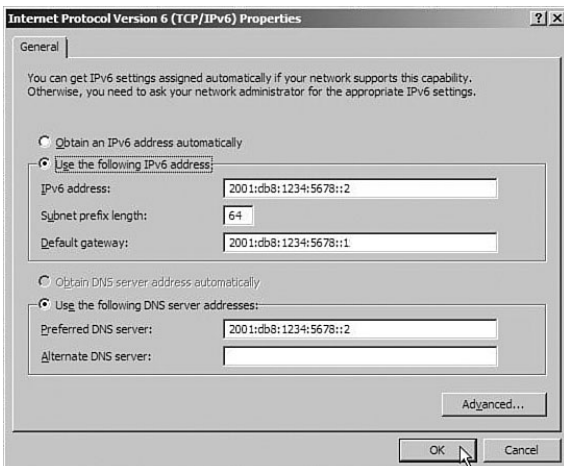 Internet Protocol Version 6 (TCP/IPv6) Properties
General
You can get IPv6 settings assigned automatically if your network supports this capability.
Otherwise, you need to ask your network administrator for the appropriate IPv6 settings.
Obtain an IPv6 address automatically
Use the following IPv6 address:
IPv6 address: 2001:db8:1234:5678::2
Subnet prefix length: 64
Default gateway: 2001:db8:1234:5678::1
Obtain DNS server address automatically
Use the following DNS server addresses:
Preferred DNS server: 2001:db8:1234:5678::2
Alternate DNS server:
Advanced...
OK Cancel